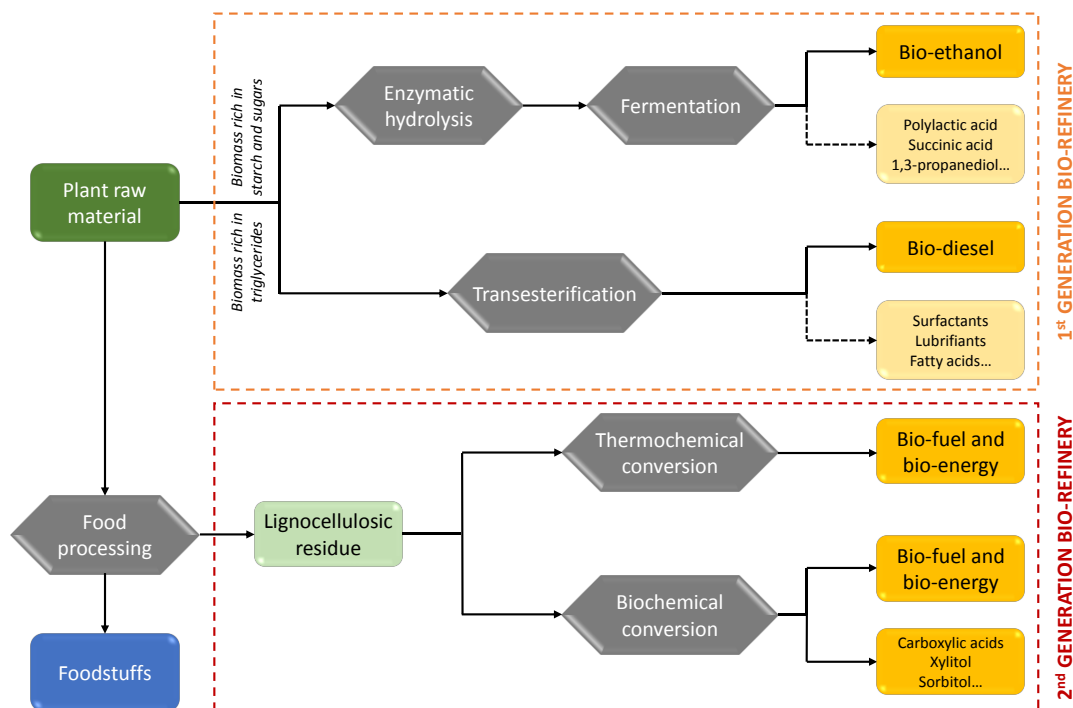 Plant raw
material
Biomass rich in
starch and sugars
Biomass rich in
triglycerides
Enzymatic
hydrolysis
Fermentation
Bio-ethanol
Polylactic acid
Succinic acid
1,3-propanediol...
Transesterification
Bio-diesel
Surfactants
Lubrifiants
Fatty acids...
1st GENERATION BIO-REFINERY
Food
processing
Foodstuffs
Lignocellulosic
residue
Thermochemical
conversion
Bio-fuel and
bio-energy
Biochemical
conversion
Bio-fuel and
bio-energy
Carboxylic acids
Xylitol
Sorbitol...
2nd GENERATION BIO-REFINERY